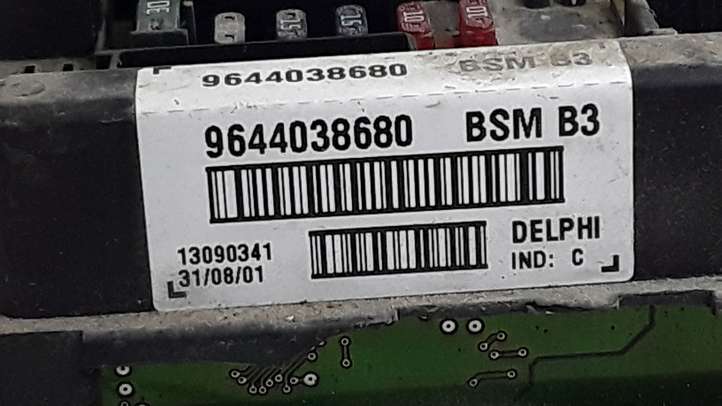 9644038680 BSM B3
9644038680 BSM B3
13090341
31/08/01
DELPHI
IND: C